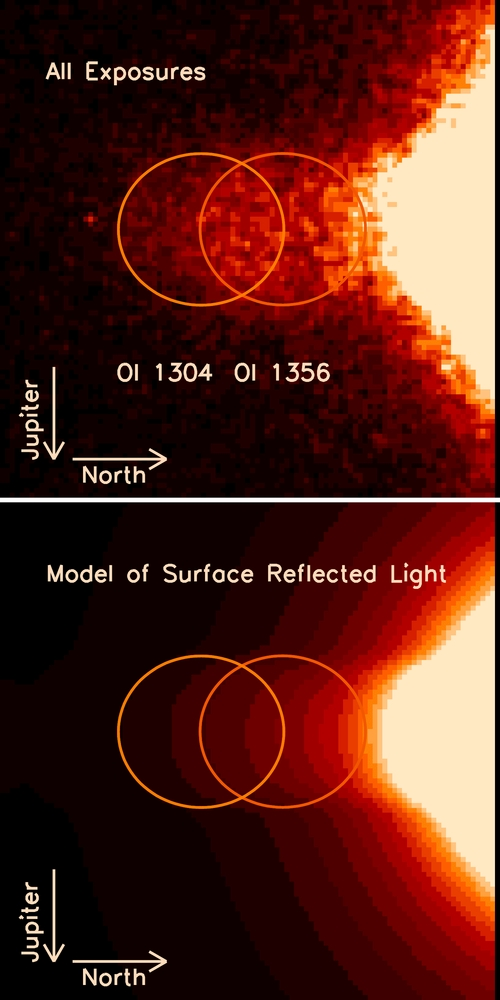 All Exposures
OI 1304 OI 1356
Jupiter
North
Model of Surface Reflected Light
Jupiter
North